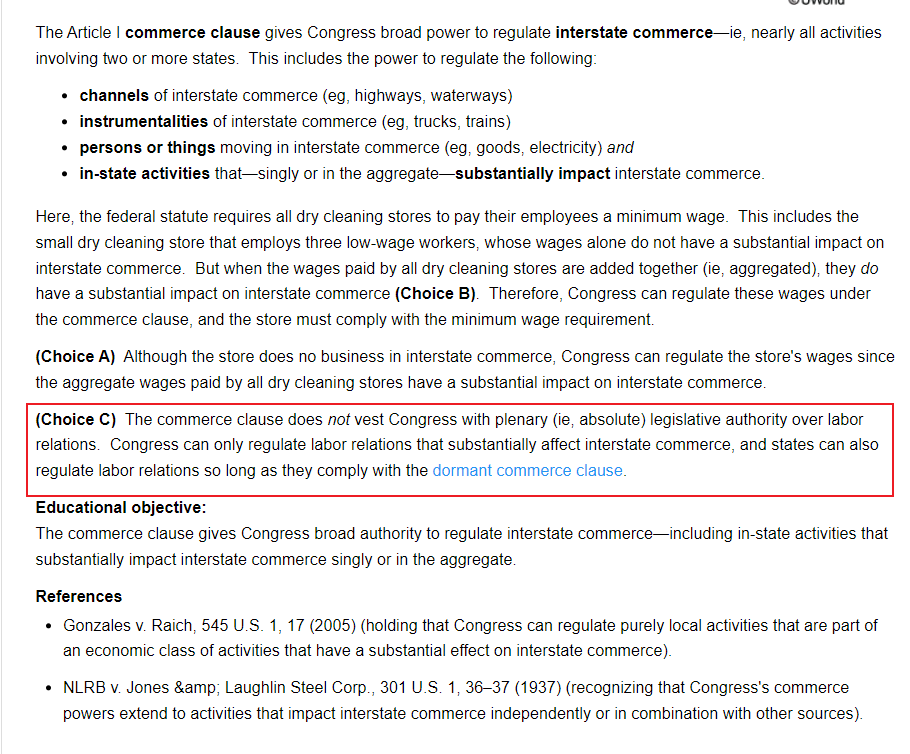 The Article I commerce clause gives Congress broad power to regulate interstate commerce—ie, nearly all activities
involving two or more states.  This includes the power to regulate the following:
• channels of interstate commerce (eg, highways, waterways)
• instrumentalities of interstate commerce (eg, trucks, trains)
• persons or things moving in interstate commerce (eg, goods, electricity) and
• in-state activities that—singly or in the aggregate—substantially impact interstate commerce.
Here, the federal statute requires all dry cleaning stores to pay their employees a minimum wage.  This includes the
small dry cleaning store that employs three low-wage workers, whose wages alone do not have a substantial impact on
interstate commerce.  But when the wages paid by all dry cleaning stores are added together (ie, aggregated), they do
have a substantial impact on interstate commerce (Choice B).  Therefore, Congress can regulate these wages under
the commerce clause, and the store must comply with the minimum wage requirement.
(Choice A)  Although the store does no business in interstate commerce, Congress can regulate the store's wages since
the aggregate wages paid by all dry cleaning stores have a substantial impact on interstate commerce.
(Choice C)  The commerce clause does not vest Congress with plenary (ie, absolute) legislative authority over labor
relations.  Congress can only regulate labor relations that substantially affect interstate commerce, and states can also
regulate labor relations so long as they comply with the dormant commerce clause.
Educational objective:
The commerce clause gives Congress broad authority to regulate interstate commerce—including in-state activities that
substantially impact interstate commerce singly or in the aggregate.
References
• Gonzales v. Raich, 545 U.S. 1, 17 (2005) (holding that Congress can regulate purely local activities that are part of
an economic class of activities that have a substantial effect on interstate commerce).
• NLRB v. Jones &amp; Laughlin Steel Corp., 301 U.S. 1, 36–37 (1937) (recognizing that Congress's commerce
powers extend to activities that impact interstate commerce independently or in combination with other sources).